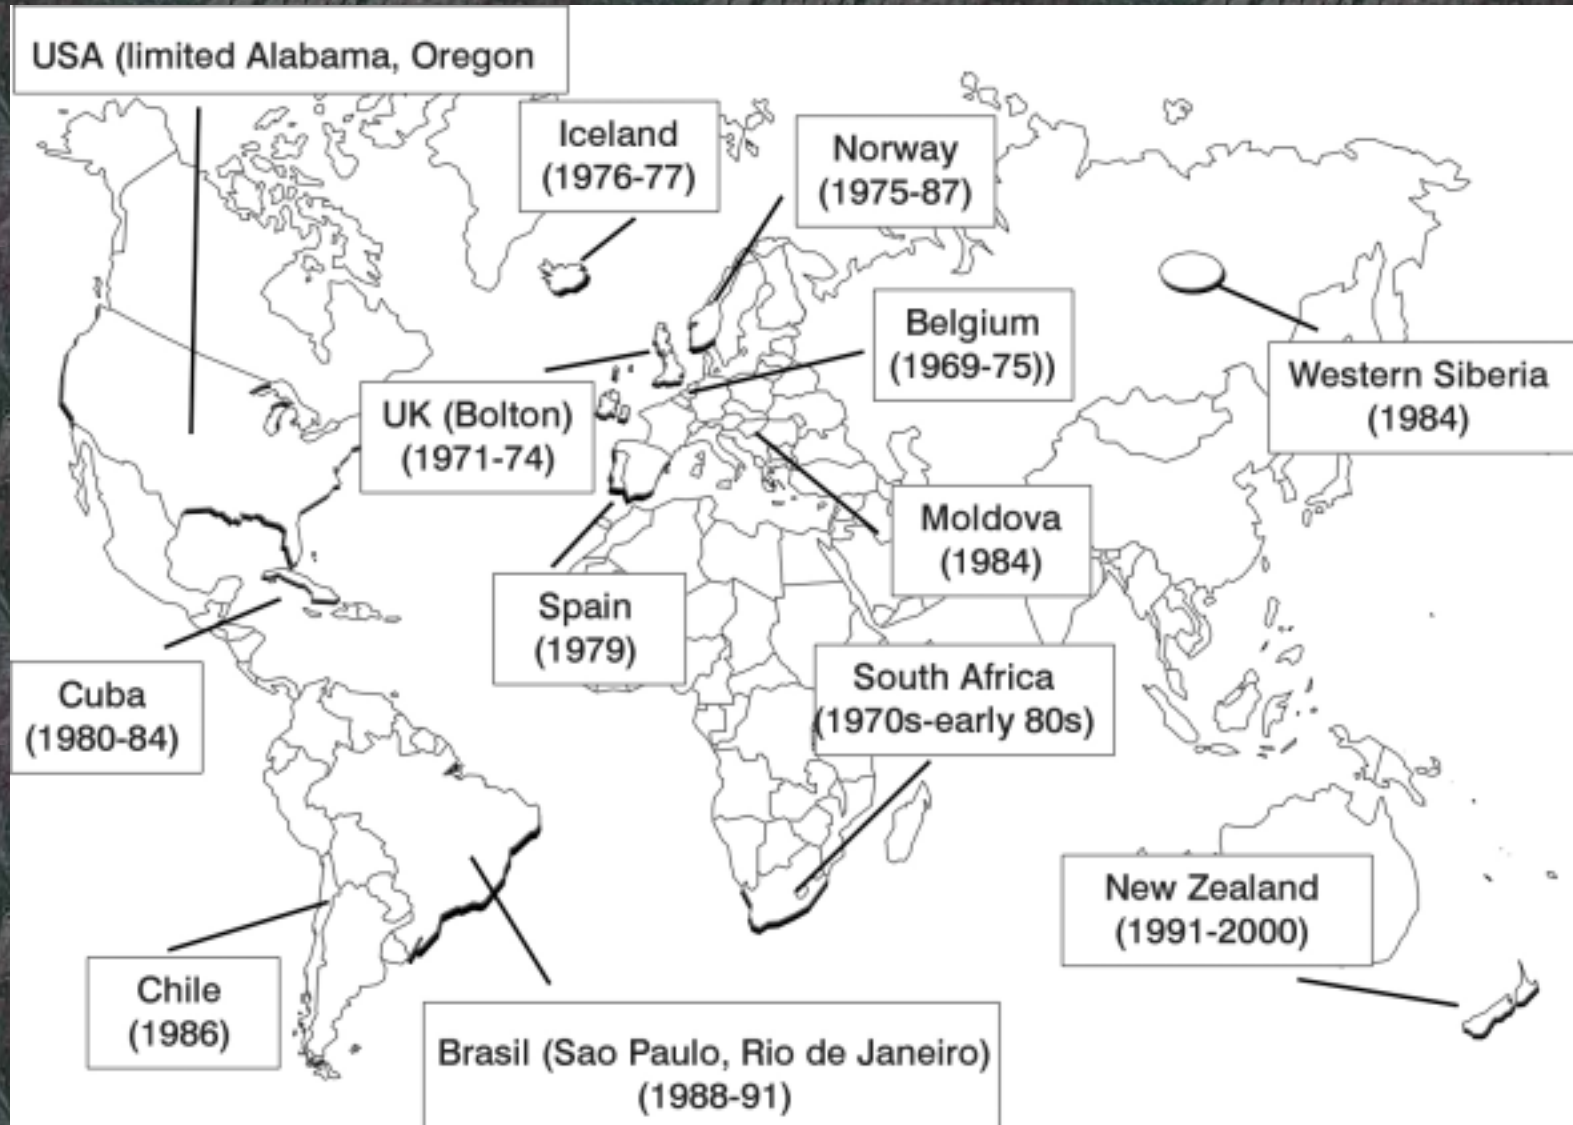 USA (limited Alabama, Oregon
Iceland
(1976-77)
Norway
(1975-87)
Belgium
(1969-75))
Western Siberia
(1984)
UK (Bolton)
(1971-74)
Moldova
(1984)
Spain
(1979)
South Africa
(1970s-early 80s)
Cuba
(1980-84)
New Zealand
(1991-2000)
Chile
(1986)
Brasil (Sao Paulo, Rio de Janeiro)
(1988-91)